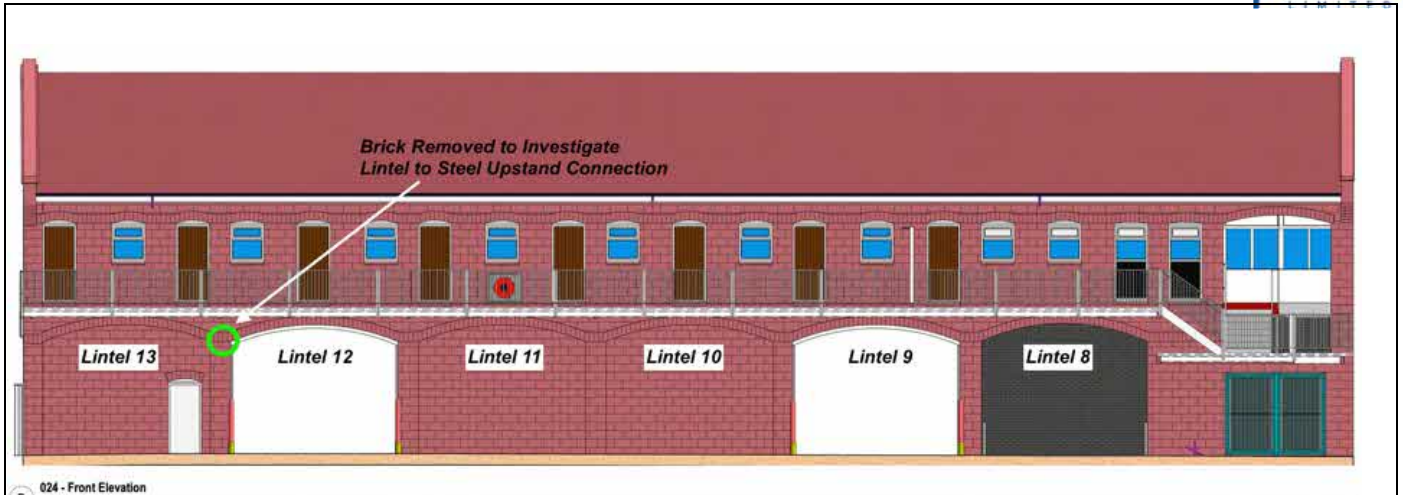 LIMITED
Brick Removed to Investigate
Lintel to Steel Upstand Connection
Lintel 13
Lintel 12
Lintel 11
Lintel 10
Lintel 9
Lintel 8
024 - Front Elevation